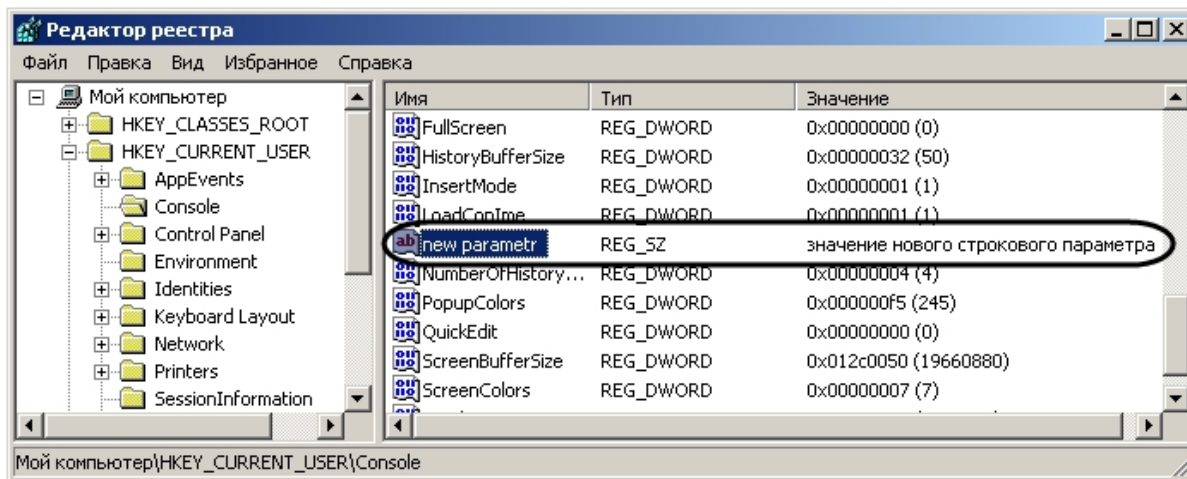 Редактор реестра
Файл Правка Вид Избранное Справка
Мой компьютер
HKEY_CLASSES_ROOT
HKEY_CURRENT_USER
AppEvents
Console
Control Panel
Environment
Identities
Keyboard Layout
Network
Printers
SessionInformation
Имя Тип Значение
FullScreen REG_DWORD 0x00000000 (0)
HistoryBufferSize REG_DWORD 0x00000032 (50)
InsertMode REG_DWORD 0x00000001 (1)
LoadConIme REG_DWORD 0x00000001 (1)
new parametr REG_SZ значение нового строкового параметра
NumberOfHistory... REG_DWORD 0x00000004 (4)
PopupColors REG_DWORD 0x000000f5 (245)
QuickEdit REG_DWORD 0x00000000 (0)
ScreenBufferSize REG_DWORD 0x012c0050 (19660880)
ScreenColors REG_DWORD 0x00000007 (7)
Мой компьютер\HKEY_CURRENT_USER\Console